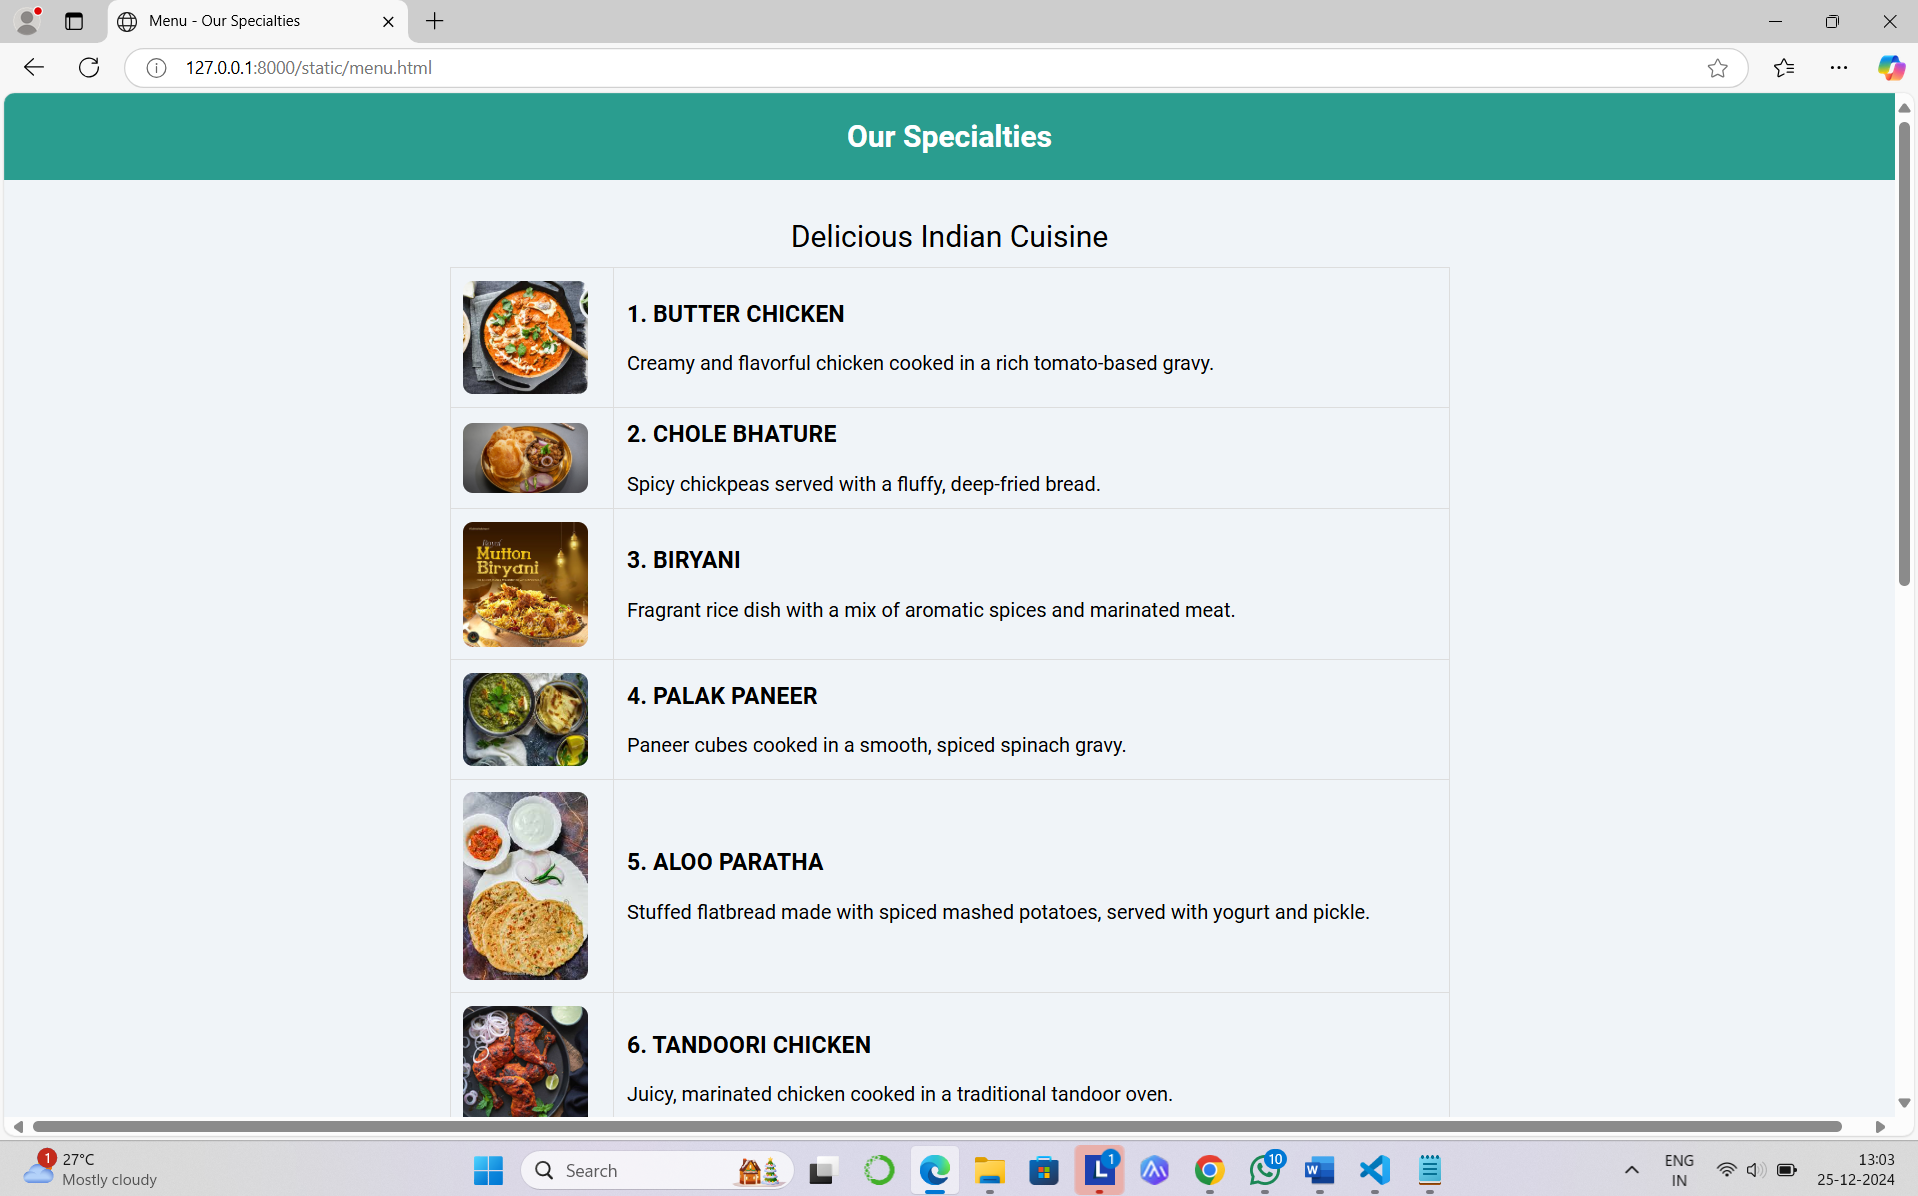 Menu - Our Specialties
127.0.0.1:8000/static/menu.html
Our Specialties
Delicious Indian Cuisine
1. BUTTER CHICKEN
Creamy and flavorful chicken cooked in a rich tomato-based gravy.
2. CHOLE BHATURE
Spicy chickpeas served with a fluffy, deep-fried bread.
Mutton
Biryani
3. BIRYANI
Fragrant rice dish with a mix of aromatic spices and marinated meat.
4. PALAK PANEER
Paneer cubes cooked in a smooth, spiced spinach gravy.
5. ALOO PARATHA
Stuffed flatbread made with spiced mashed potatoes, served with yogurt and pickle.
6. TANDOORI CHICKEN
Juicy, marinated chicken cooked in a traditional tandoor oven.
1
27°C
Mostly cloudy
Search
L 1
10
W
ENG
IN
13:03
25-12-2024